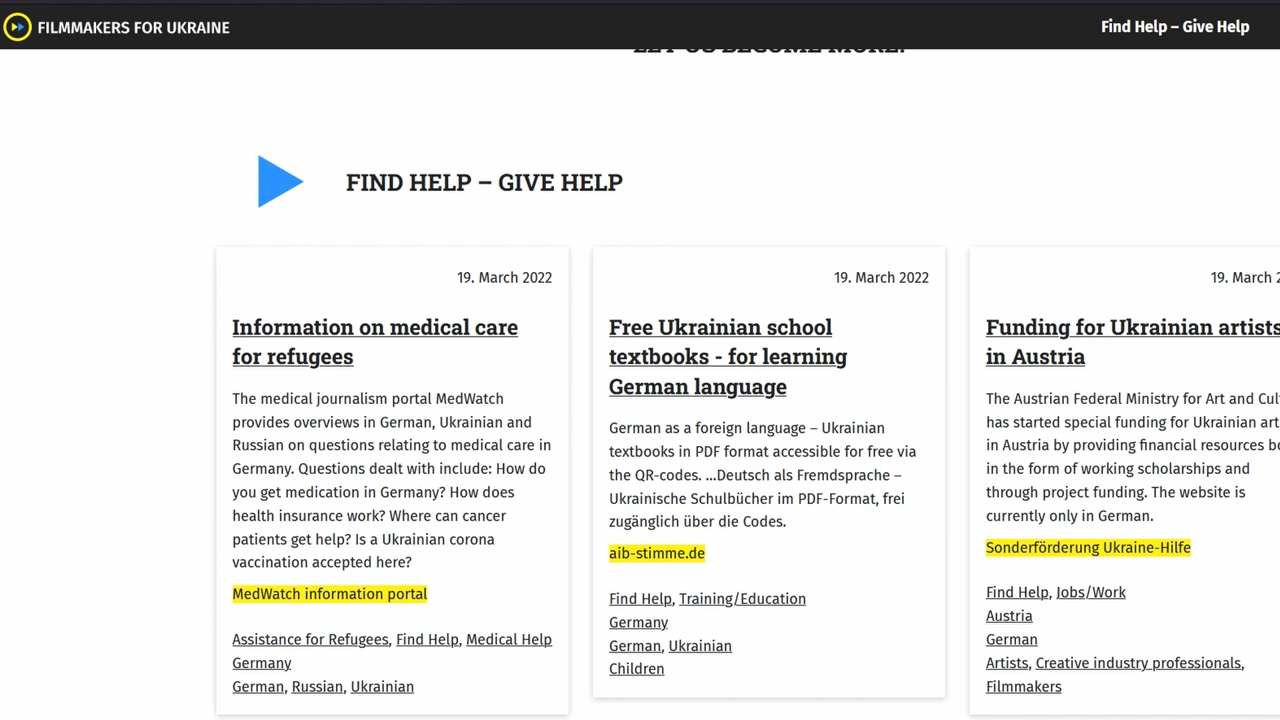 FILMMAKERS FOR UKRAINE
Find Help – Give Help
LET US BECOME MORE!
FIND HELP – GIVE HELP
19. March 2022
Information on medical care
for refugees
The medical journalism portal MedWatch
provides overviews in German, Ukrainian and
Russian on questions relating to medical care in
Germany. Questions dealt with include: How do
you get medication in Germany? How does
health insurance work? Where can cancer
patients get help? Is a Ukrainian corona
vaccination accepted here?
MedWatch information portal
Assistance for Refugees, Find Help, Medical Help
Germany
German, Russian, Ukrainian
19. March 2022
Free Ukrainian school
textbooks - for learning
German language
German as a foreign language – Ukrainian
textbooks in PDF format accessible for free via
the QR-codes. ...Deutsch als Fremdsprache –
Ukrainische Schulbücher im PDF-Format, frei
zugänglich über die Codes.
aib-stimme.de
Find Help, Training/Education
Germany
German, Ukrainian
Children
19. March
Funding for Ukrainian artists
in Austria
The Austrian Federal Ministry for Art and
has started special funding for Ukrainian
in Austria by providing financial resources
in the form of working scholarships and
through project funding. The website is
currently only in German.
Sonderförderung Ukraine-Hilfe
Find Help, Jobs/Work
Austria
German
Artists, Creative industry professionals,
Filmmakers